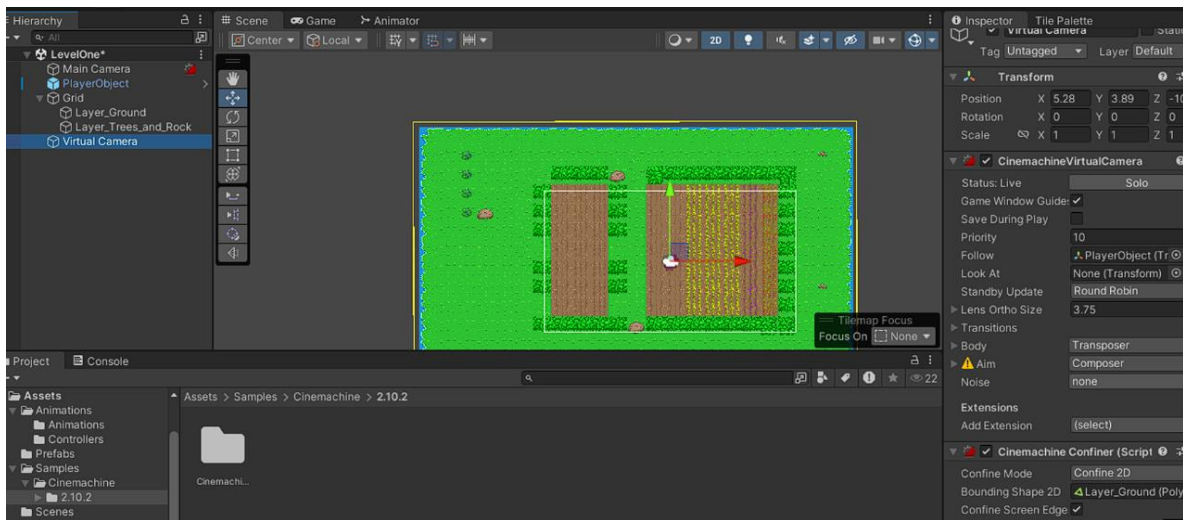 Hierarchy
All
LevelOne*
Main Camera
PlayerObject
Grid
Layer_Ground
Layer_Trees_and_Rock
Virtual Camera
Scene Game Animator
Center Local
2D
Tilemap Focus
Focus On None
Inspector Tile Palette
Virtual Camera
Tag Untagged Layer Default
Transform
Position X 5.28 Y 3.89 Z -10
Rotation X 0 Y 0 Z 0
Scale X 1 Y 1 Z 1
CinemachineVirtualCamera
Status: Live Solo
Game Window Guide
Save During Play
Priority 10
Follow PlayerObject (Tr
Look At None (Transform)
Standby Update Round Robin
Lens Ortho Size 3.75
Transitions
Body Transposer
Aim Composer
Noise none
Extensions
Add Extension (select)
Cinemachine Confiner (Script
Confine Mode Confine 2D
Bounding Shape 2D Layer_Ground (Poly
Confine Screen Edge
Project Console
22
Assets
Animations
Animations
Controllers
Prefabs
Samples
Cinemachine
2.10.2
Scenes
Assets > Samples > Cinemachine > 2.10.2
Cinemachi...